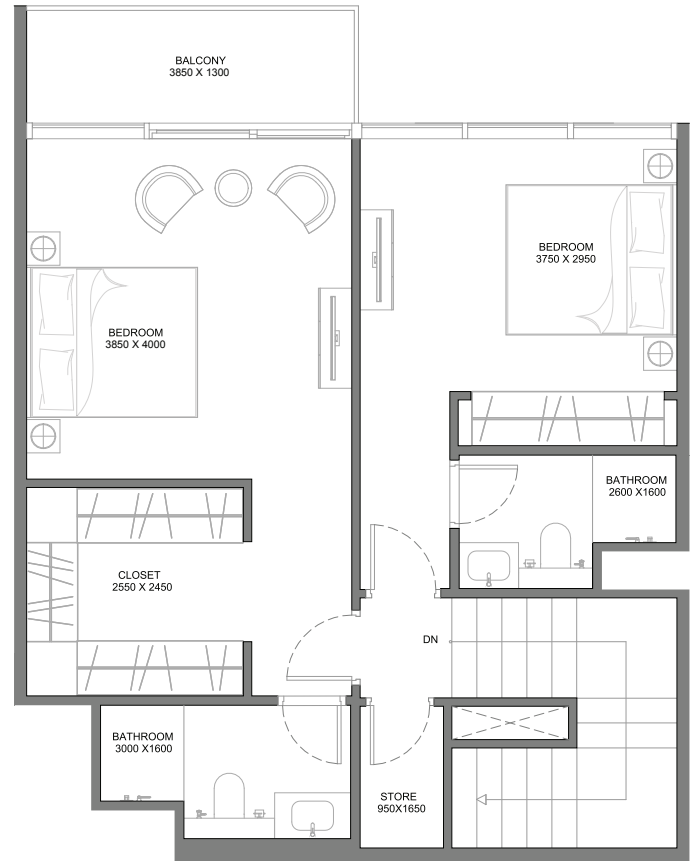 BALCONY
3850 X 1300
BEDROOM
3750 X 2950
BEDROOM
3850 X 4000
BATHROOM
2600 X1600
CLOSET
2550 X 2450
DN
BATHROOM
3000 X1600
STORE
950X1650